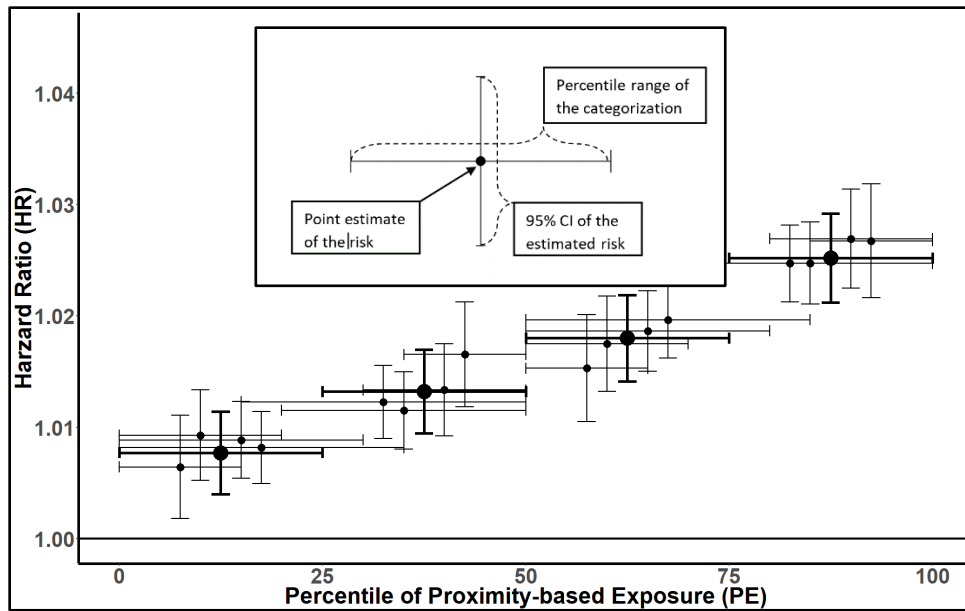 1.04
1.03
1.02
1.01
1.00
Harzard Ratio (HR)
Percentile range of
the categorization
Point estimate
of the risk
95% CI of the
estimated risk
0
25
50
75
100
Percentile of Proximity-based Exposure (PE)